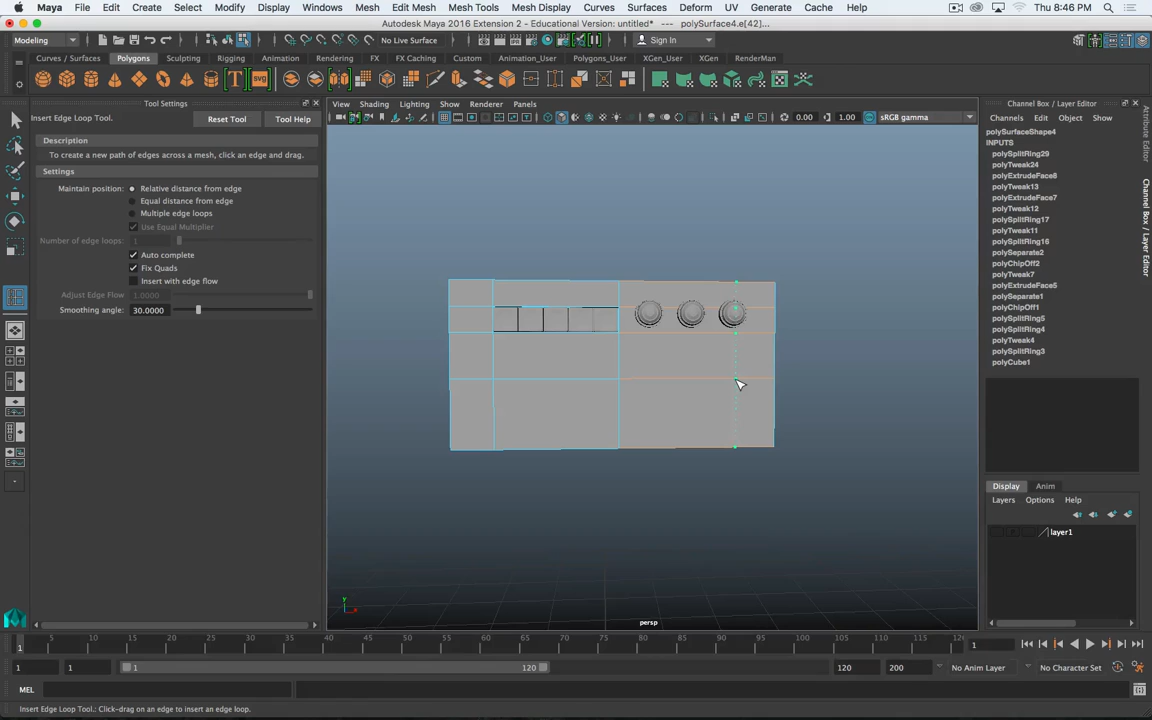 Maya File Edit Create Select Modify Display Windows Mesh Edit Mesh Mesh Tools Mesh Display Curves Surfaces Deform UV Generate Cache Help Thu 8:46 PM
Autodesk Maya 2016 Extension 2 - Educational Version: untitled* --- polySurface4.e[42]...
Modeling No Live Surface Sign In
Curves / Surfaces Polygons Sculpting Rigging Animation Rendering FX FX Caching Custom Animation_User Polygons_User XGen_User XGen RenderMan
Tool Settings
View Shading Lighting Show Renderer Panels
Channel Box / Layer Editor
Insert Edge Loop Tool. Reset Tool Tool Help
0.00 1.00 sRGB gamma
Channels Edit Object Show
Description
To create a new path of edges across a mesh, click an edge and drag.
Settings
Maintain position: Relative distance from edge
Equal distance from edge
Multiple edge loops
Use Equal Multiplier
Number of edge loops: 1
Auto complete
Fix Quads
Insert with edge flow
Adjust Edge Flow 1.0000
Smoothing angle: 30.0000
polySurfaceShape4
INPUTS
polySplitRing29
polyTweak24
polyExtrudeFace8
polyTweak13
polyExtrudeFace7
polyTweak12
polySplitRing17
polyTweak11
polySplitRing16
polySeparate2
polyChipOff2
polyTweak7
polyExtrudeFace5
polySeparate1
polyChipOff1
polySplitRing5
polySplitRing4
polyTweak4
polySplitRing3
polyCube1
Attribute Editor
Channel Box / Layer Editor
Display Anim
Layers Options Help
layer1
Y
X
persp
5 10 15 20 25 30 35 40 45 50 55 60 65 70 75 80 85 90 95 100 105 110 115 120
1
1
1 1 1 120 120 200 No Anim Layer No Character Set
MEL
Insert Edge Loop Tool: Click-drag on an edge to insert an edge loop.